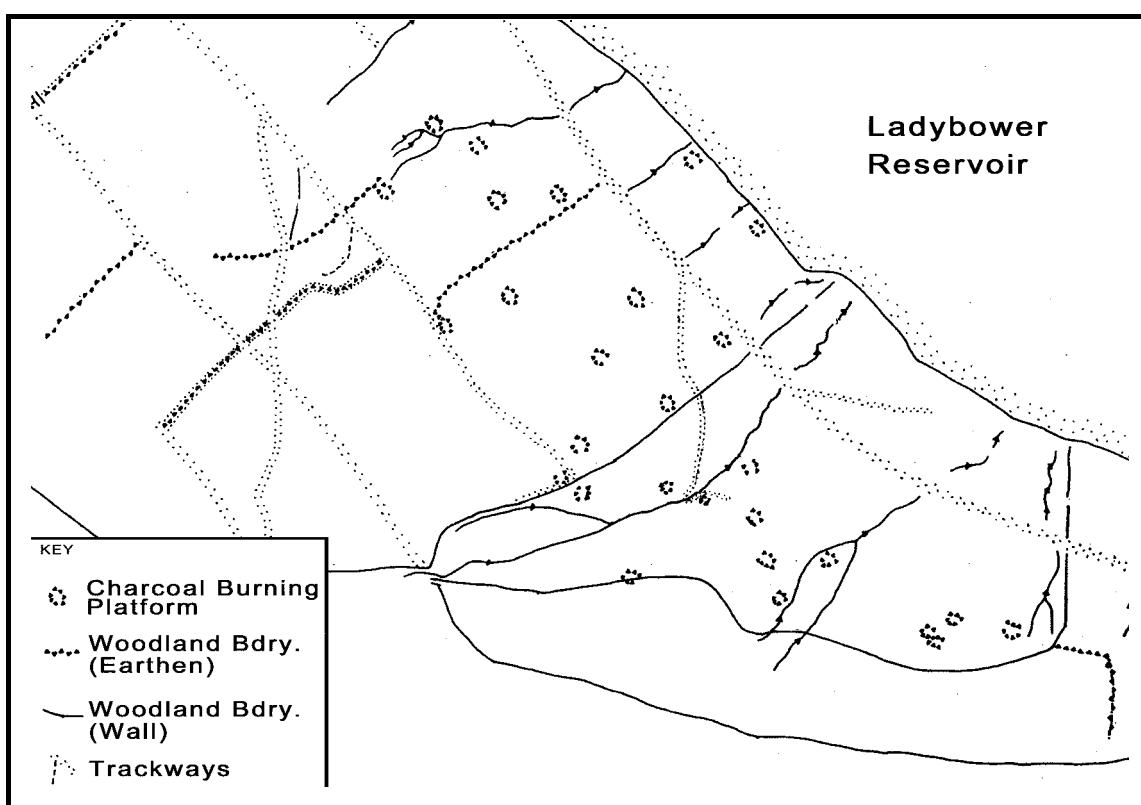 Ladybower
Reservoir
KEY
Charcoal Burning
Platform
Woodland Bdry.
(Earthen)
Woodland Bdry.
(Wall)
Trackways